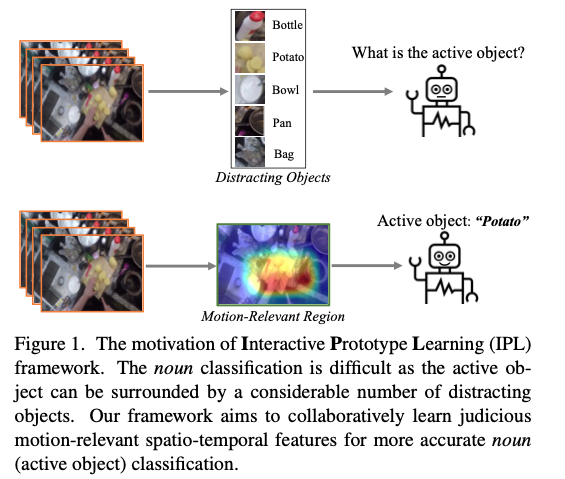 Bottle
Potato
Bowl
Pan
Bag
Distracting Objects
What is the active object?
Motion-Relevant Region
Active object: “Potato”
Figure 1. The motivation of Interactive Prototype Learning (IPL)
framework. The noun classification is difficult as the active ob-
ject can be surrounded by a considerable number of distracting
objects. Our framework aims to collaboratively learn judicious
motion-relevant spatio-temporal features for more accurate noun
(active object) classification.